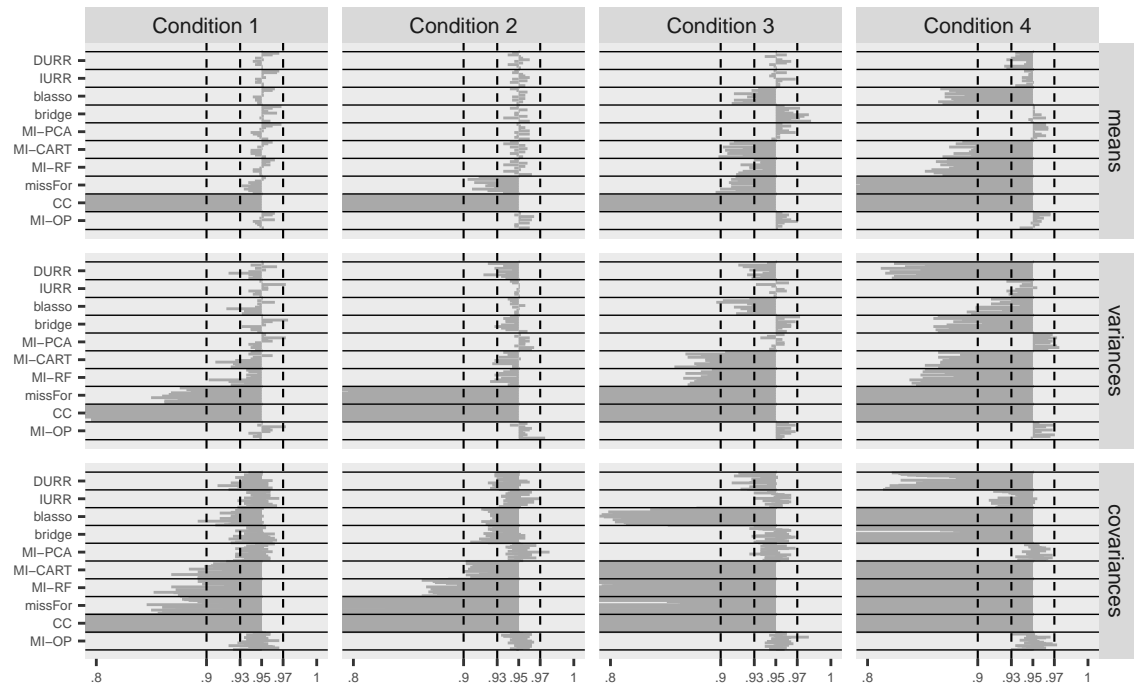 Condition 1 Condition 2 Condition 3 Condition 4
DURR
IURR
blasso
bridge
MI−PCA
MI−CART
MI−RF
missFor
CC
MI−OP
means
DURR
IURR
blasso
bridge
MI−PCA
MI−CART
MI−RF
missFor
CC
MI−OP
variances
DURR
IURR
blasso
bridge
MI−PCA
MI−CART
MI−RF
missFor
CC
MI−OP
covariances
.8 .9 .93 .95 .97 1 .8 .9 .93 .95 .97 1 .8 .9 .93 .95 .97 1 .8 .9 .93 .95 .97 1